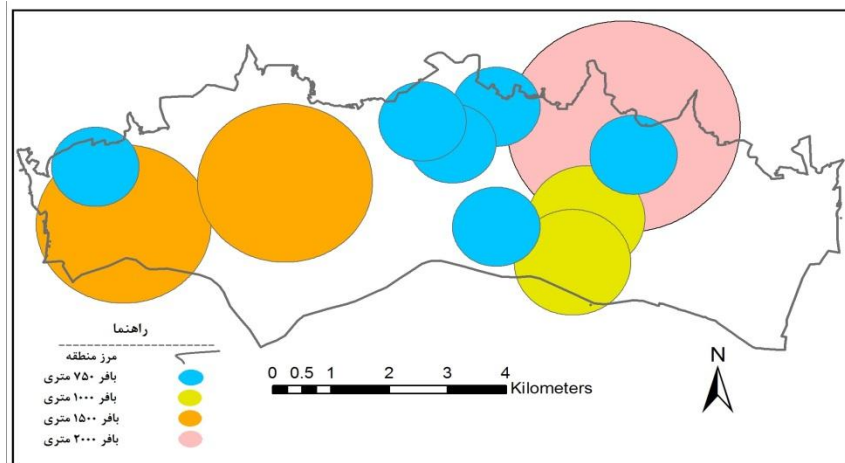 راهنما
مرز منطقه
بافر ۷۵۰ متری
بافر ۱۰۰۰ متری
بافر ۱۵۰۰ متری
بافر ۲۰۰۰ متری
0 0.5 1 2 3 4
Kilometers
N